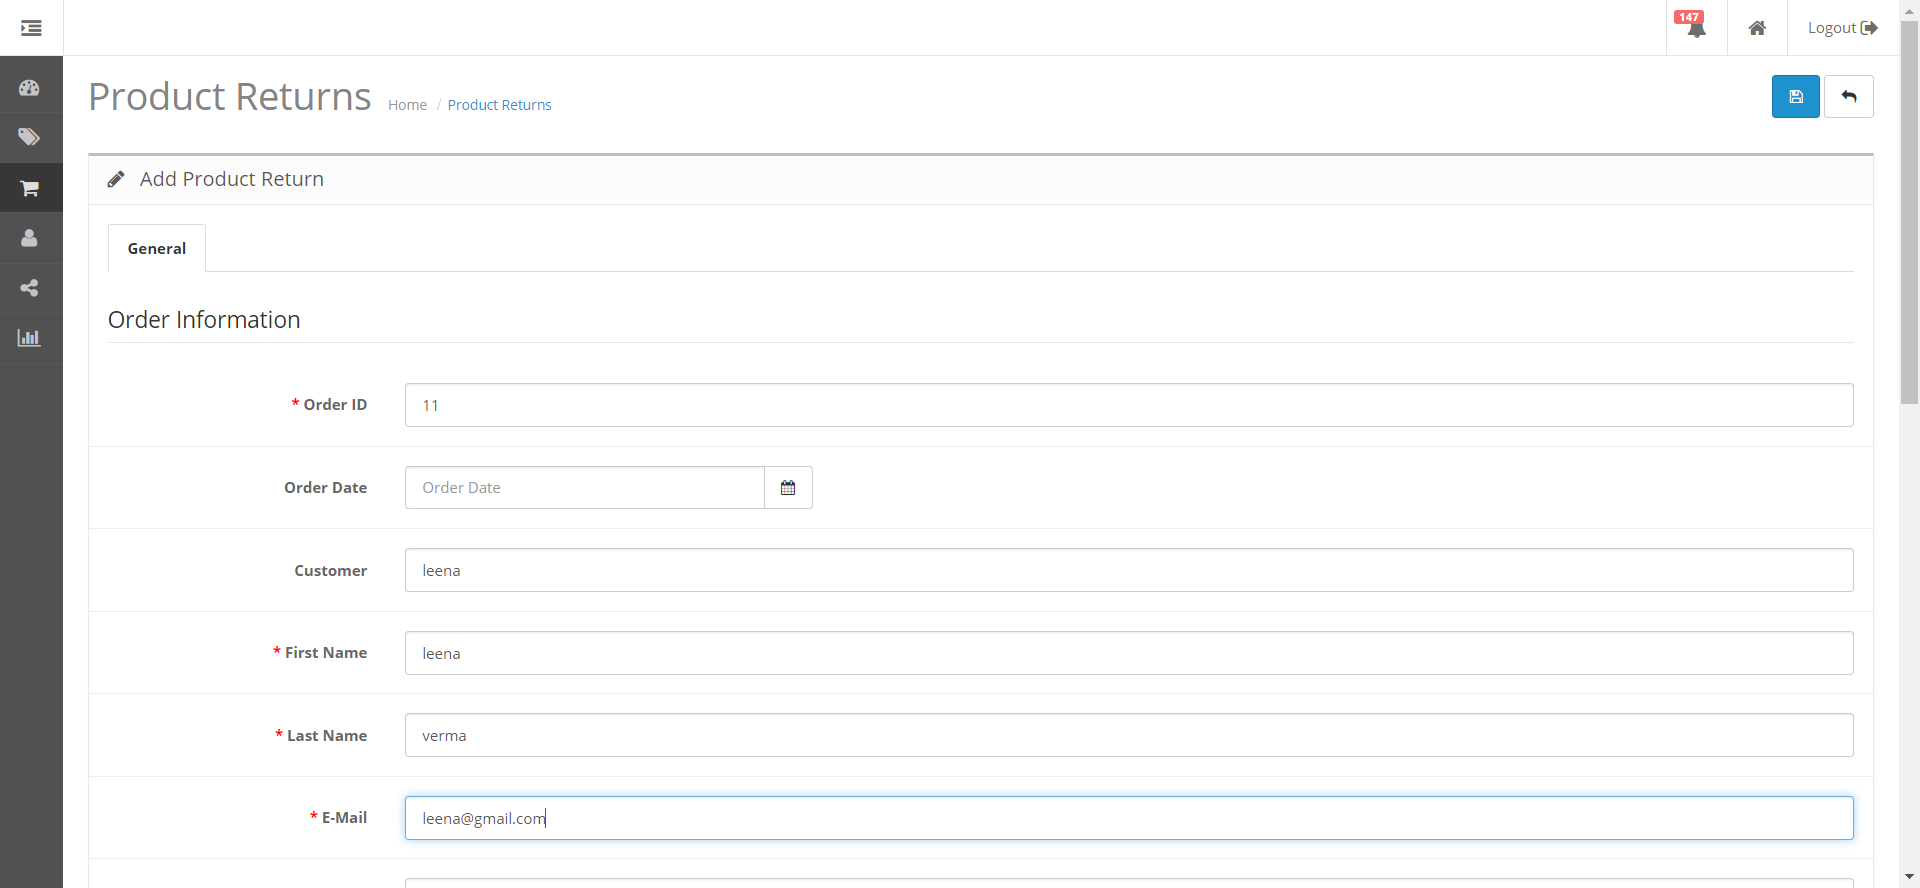 147
Logout
Product Returns
Home / Product Returns
Add Product Return
General
Order Information
* Order ID
11
Order Date
Order Date
Customer
leena
* First Name
leena
* Last Name
verma
* E-Mail
leena@gmail.com